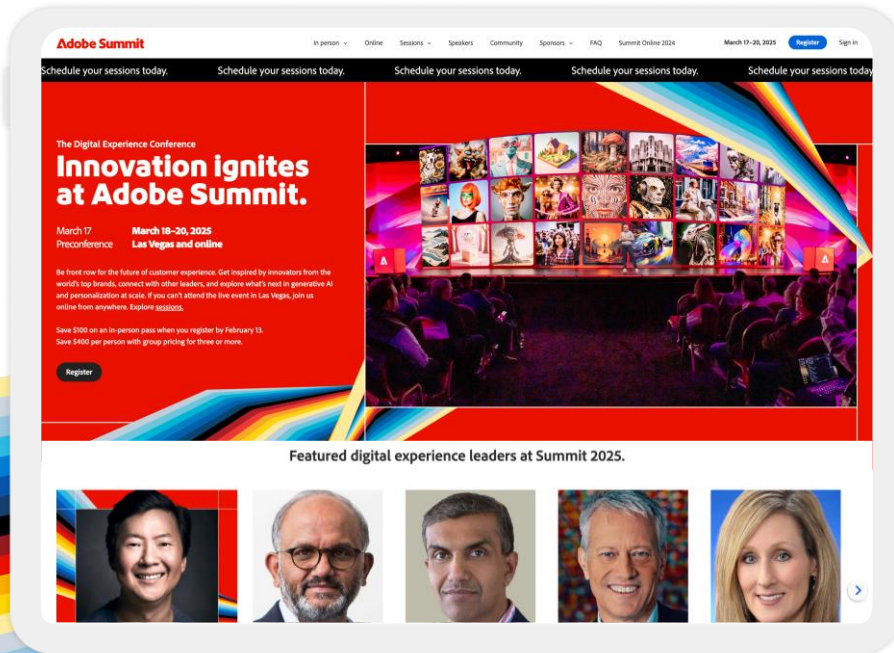 Adobe Summit
In person
Online
Sessions
Speakers
Community
Sponsors
FAQ
Summit Online 2024
March 17–20, 2025
Register
Sign in
Schedule your sessions today.
Schedule your sessions today.
Schedule your sessions today.
Schedule your sessions today.
Schedule your sessions today
The Digital Experience Conference
Innovation ignites
at Adobe Summit.
March 17
Preconference
March 18–20, 2025
Las Vegas and online
Be front row for the future of customer experience. Get inspired by innovators from the
world's top brands, connect with other leaders, and explore what's next in generative AI
and personalization at scale. If you can't attend the live event in Las Vegas, join us
online from anywhere. Explore sessions.
Save $100 on an in-person pass when you register by February 13.
Save $400 per person with group pricing for three or more.
Register
Featured digital experience leaders at Summit 2025.